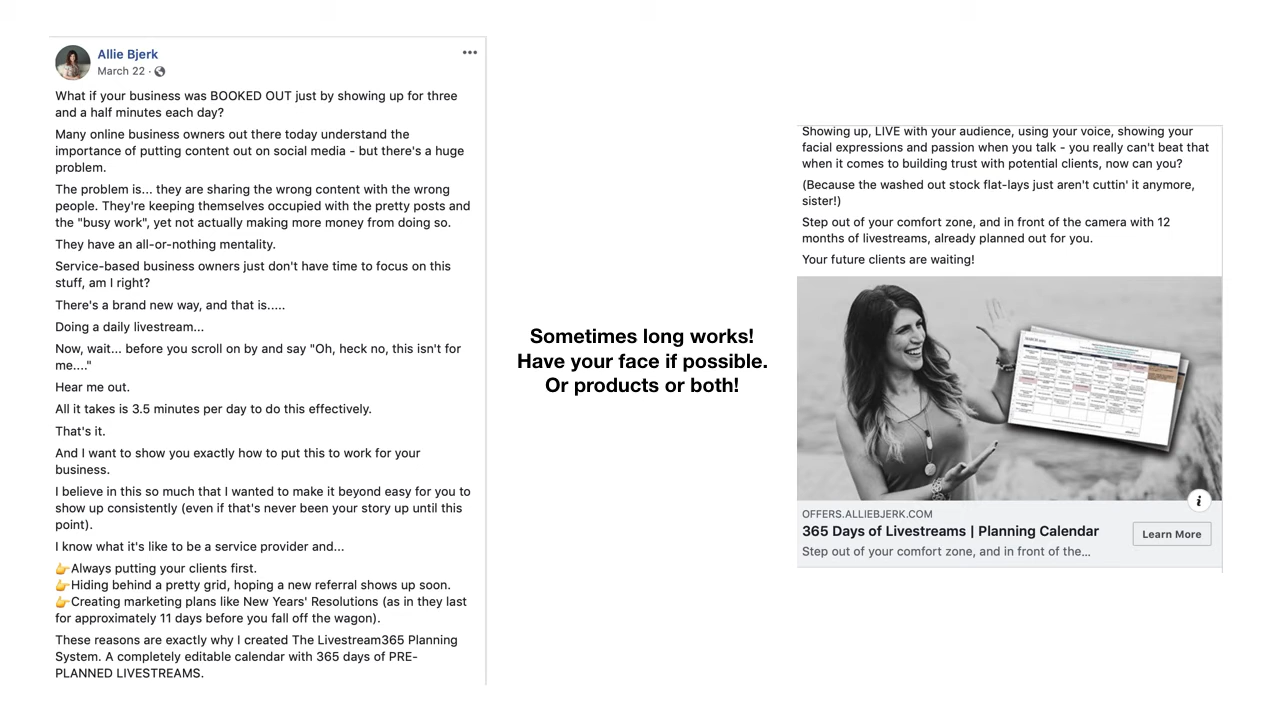 Allie Bjerk
March 22 ·
What if your business was BOOKED OUT just by showing up for three
and a half minutes each day?
Many online business owners out there today understand the
importance of putting content out on social media - but there's a huge
problem.
The problem is... they are sharing the wrong content with the wrong
people. They're keeping themselves occupied with the pretty posts and
the "busy work", yet not actually making more money from doing so.
They have an all-or-nothing mentality.
Service-based business owners just don't have time to focus on this
stuff, am I right?
There's a brand new way, and that is.....
Doing a daily livestream...
Now, wait... before you scroll on by and say "Oh, heck no, this isn't for
me...."
Hear me out.
All it takes is 3.5 minutes per day to do this effectively.
That's it.
And I want to show you exactly how to put this to work for your
business.
I believe in this so much that I wanted to make it beyond easy for you to
show up consistently (even if that's never been your story up until this
point).
I know what it's like to be a service provider and...
👉Always putting your clients first.
👉Hiding behind a pretty grid, hoping a new referral shows up soon.
👉Creating marketing plans like New Years' Resolutions (as in they last
for approximately 11 days before you fall off the wagon).
These reasons are exactly why I created The Livestream365 Planning
System. A completely editable calendar with 365 days of PRE-
PLANNED LIVESTREAMS.
Sometimes long works!
Have your face if possible.
Or products or both!
Showing up, LIVE with your audience, using your voice, showing your
facial expressions and passion when you talk - you really can't beat that
when it comes to building trust with potential clients, now can you?
(Because the washed out stock flat-lays just aren't cuttin' it anymore,
sister!)
Step out of your comfort zone, and in front of the camera with 12
months of livestreams, already planned out for you.
Your future clients are waiting!
OFFERS.ALLIEBJERK.COM
365 Days of Livestreams | Planning Calendar
Step out of your comfort zone, and in front of the...
Learn More